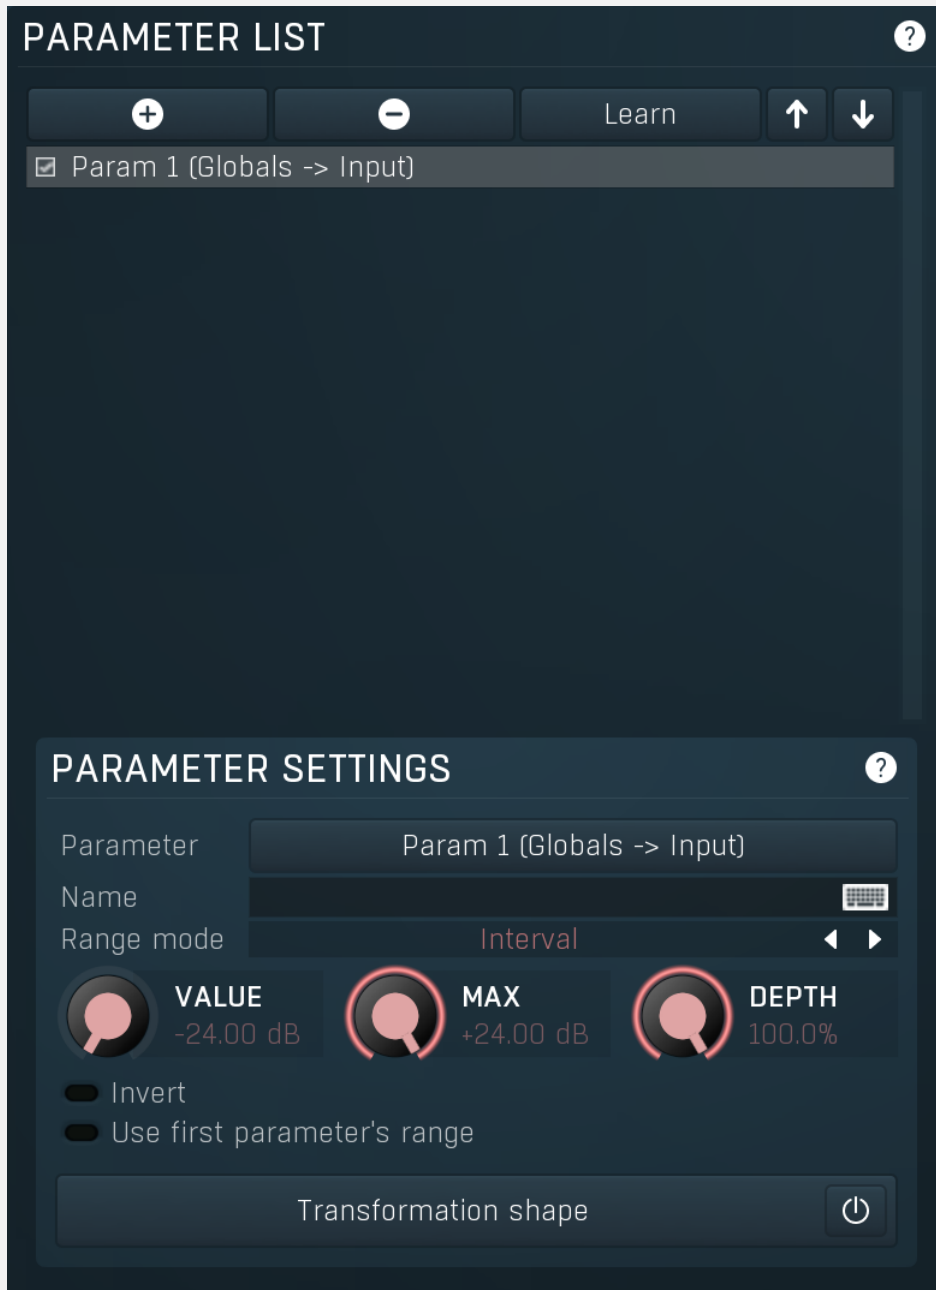 PARAMETER LIST ?
Learn
Param 1 (Globals -> Input)
PARAMETER SETTINGS ?
Parameter Param 1 (Globals -> Input)
Name
Range mode Interval
VALUE MAX DEPTH
-24.00 dB +24.00 dB 100.0%
Invert
Use first parameter's range
Transformation shape